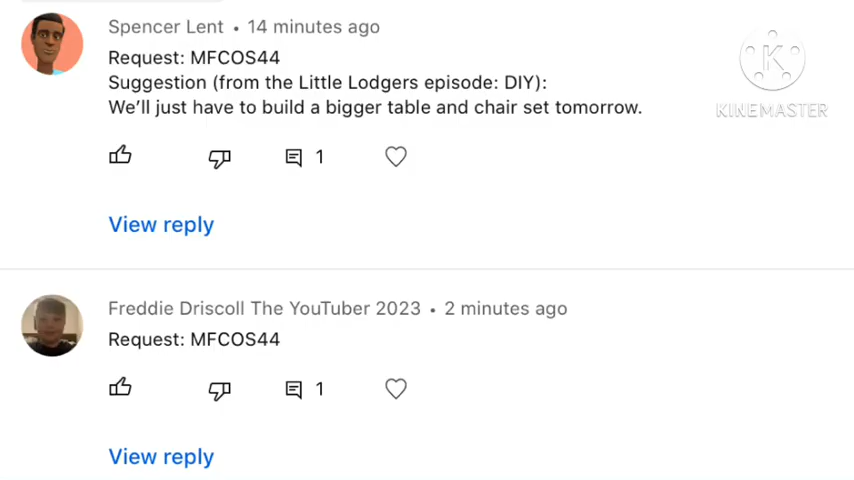 Spencer Lent • 14 minutes ago
Request: MFCOS44
Suggestion (from the Little Lodgers episode: DIY):
We’ll just have to build a bigger table and chair set tomorrow.
K
KINEMASTER
1
View reply
Freddie Driscoll The YouTuber 2023 • 2 minutes ago
Request: MFCOS44
1
View reply